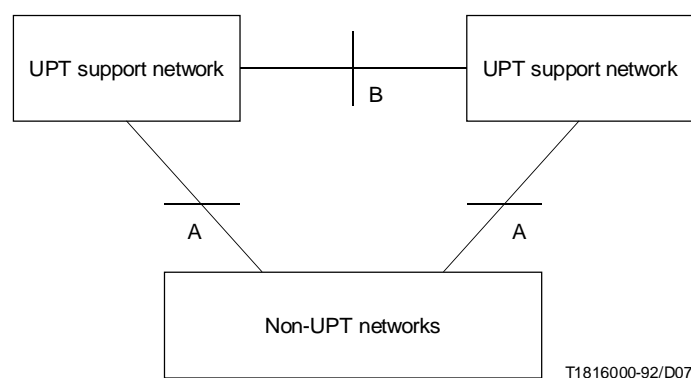 UPT support network
UPT support network
B
A
A
Non-UPT networks
T1816000-92/D07